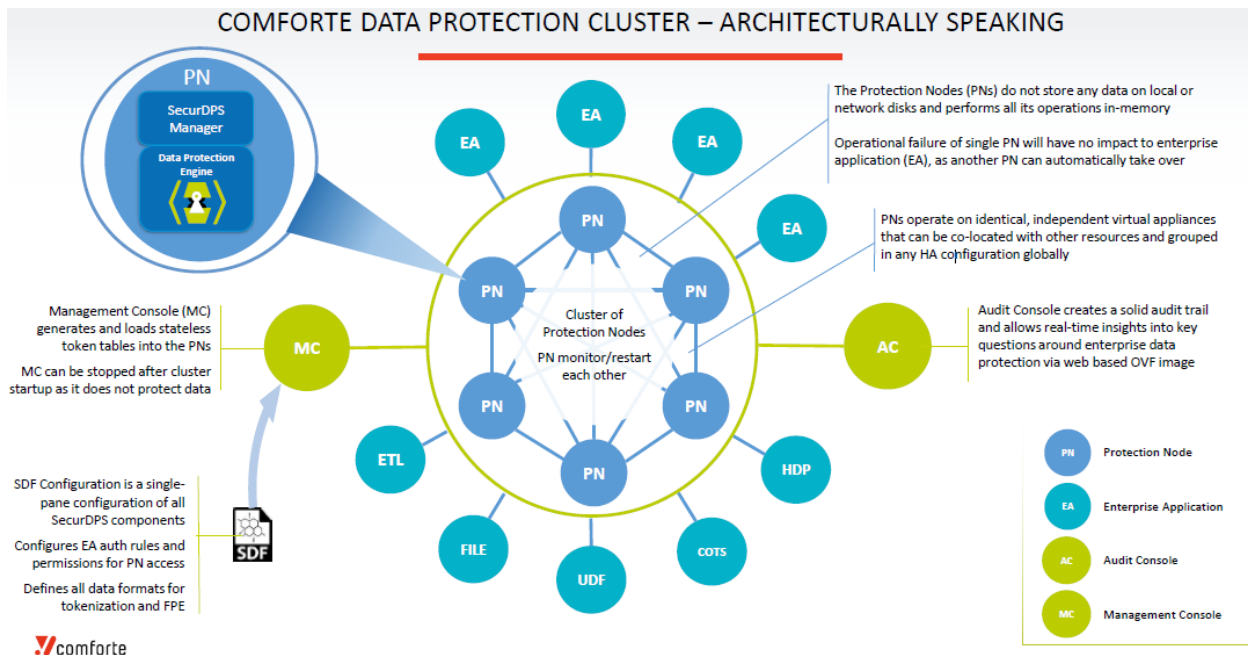 COMFORTE DATA PROTECTION CLUSTER – ARCHITECTURALLY SPEAKING
PN
SecurDPS
Manager
Data Protection
Engine
EA
EA
EA
EA
The Protection Nodes (PNs) do not store any data on local or
network disks and performs all its operations in-memory
Operational failure of single PN will have no impact to enterprise
application (EA), as another PN can automatically take over
PNs operate on identical, independent virtual appliances
that can be co-located with other resources and grouped
in any HA configuration globally
PN
PN
PN
PN
PN
PN
Cluster of
Protection Nodes
PN monitor/restart
each other
Management Console (MC)
generates and loads stateless
token tables into the PNs
MC can be stopped after cluster
startup as it does not protect data
MC
AC
Audit Console creates a solid audit trail
and allows real-time insights into key
questions around enterprise data
protection via web based OVF image
ETL
FILE
UDF
COTS
HDP
SDF Configuration is a single-
pane configuration of all
SecurDPS components
Configures EA auth rules and
permissions for PN access
Defines all data formats for
tokenization and FPE
SDF
PN Protection Node
EA Enterprise Application
AC Audit Console
MC Management Console
comforte